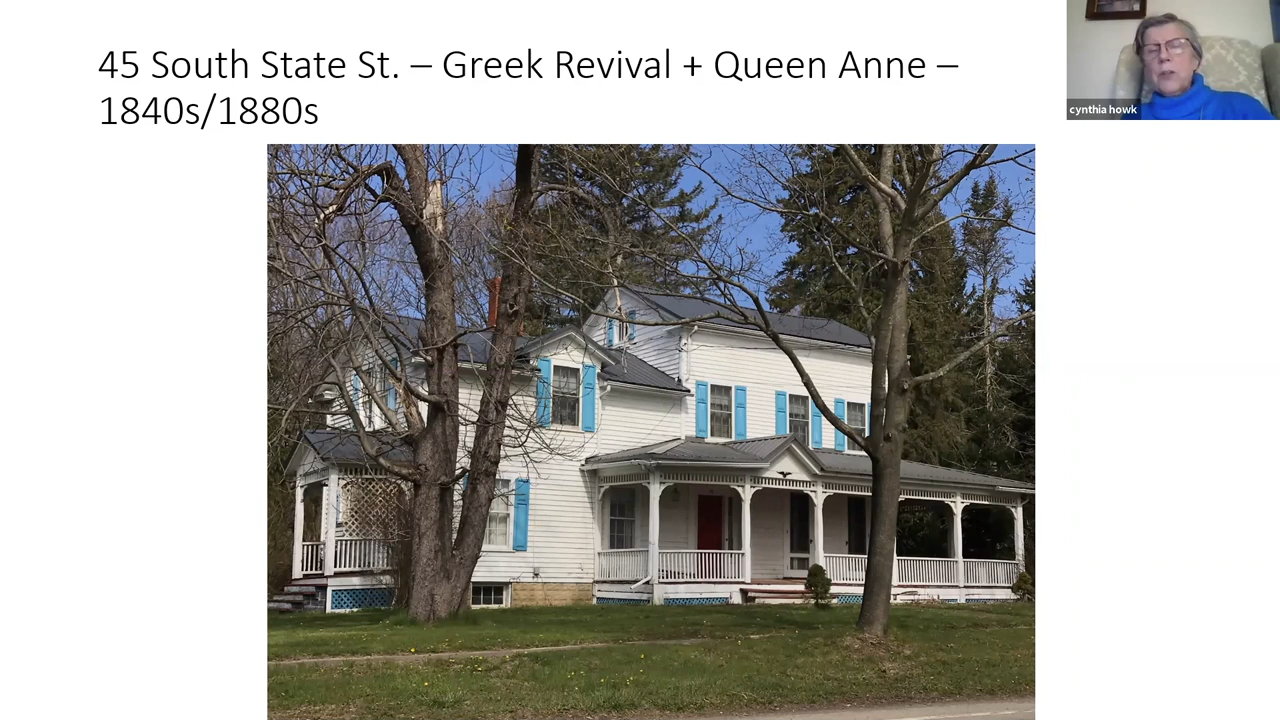 45 South State St. – Greek Revival + Queen Anne –
1840s/1880s
cynthia howk